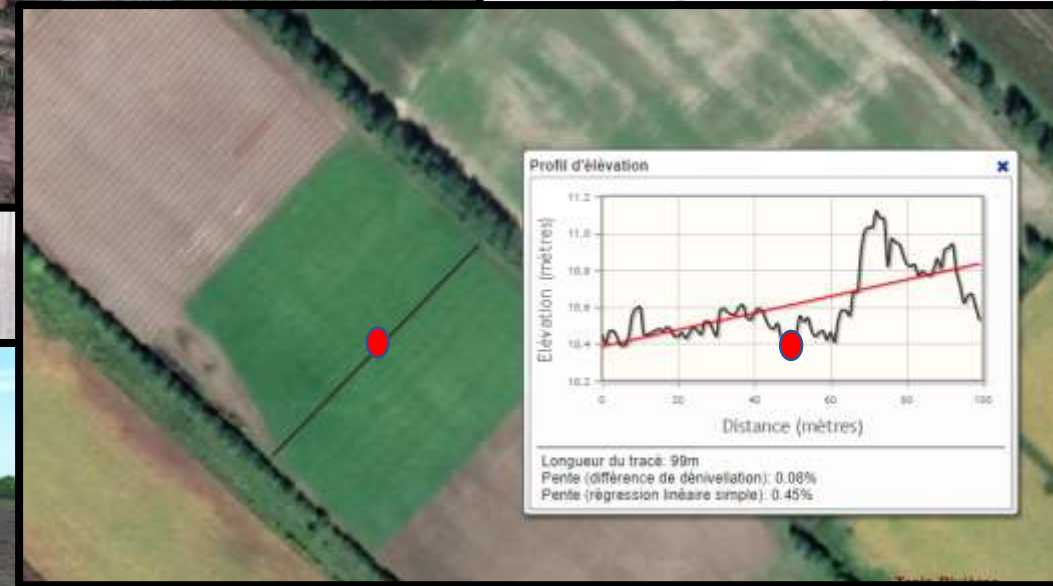 Profil d'élévation
11.2
11.0
10.8
10.6
10.4
10.2
Elévation (mètres)
0 20 40 60 80 100
Distance (mètres)
Longueur du tracé: 99m
Pente (différence de dénivellation): 0.08%
Pente (régression linéaire simple): 0.45%